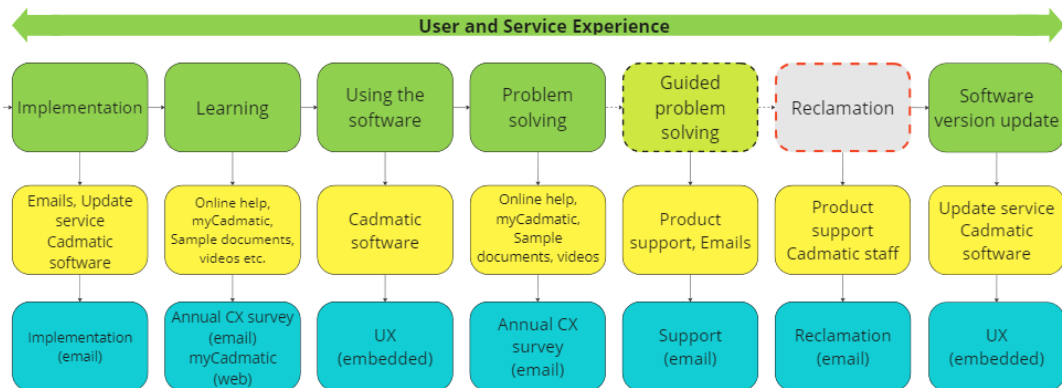 User and Service Experience
Implementation
Learning
Using the
software
Problem
solving
Guided
problem
solving
Reclamation
Software
version update
Emails, Update
service
Cadmatic
software
Online help,
myCadmatic,
Sample documents,
videos etc.
Cadmatic
software
Online help,
myCadmatic,
Sample
documents, videos
Product
support, Emails
Product
support
Cadmatic staff
Update service
Cadmatic
software
Implementation
(email)
Annual CX survey
(email)
myCadmatic
(web)
UX
(embedded)
Annual CX
survey
(email)
Support
(email)
Reclamation
(email)
UX
(embedded)